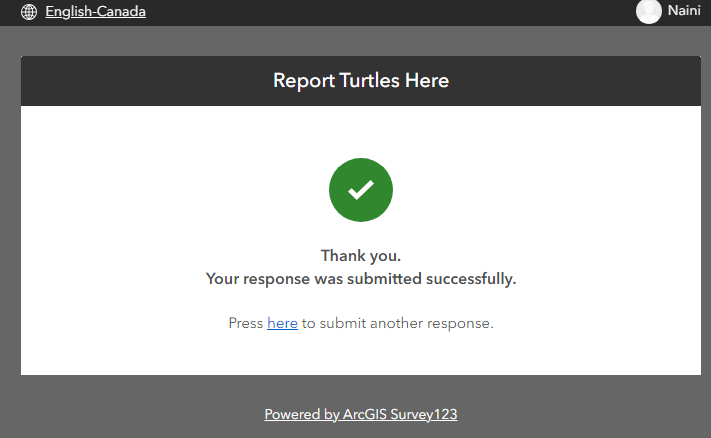 English-Canada
Naini
Report Turtles Here
Thank you.
Your response was submitted successfully.
Press here to submit another response.
Powered by ArcGIS Survey123